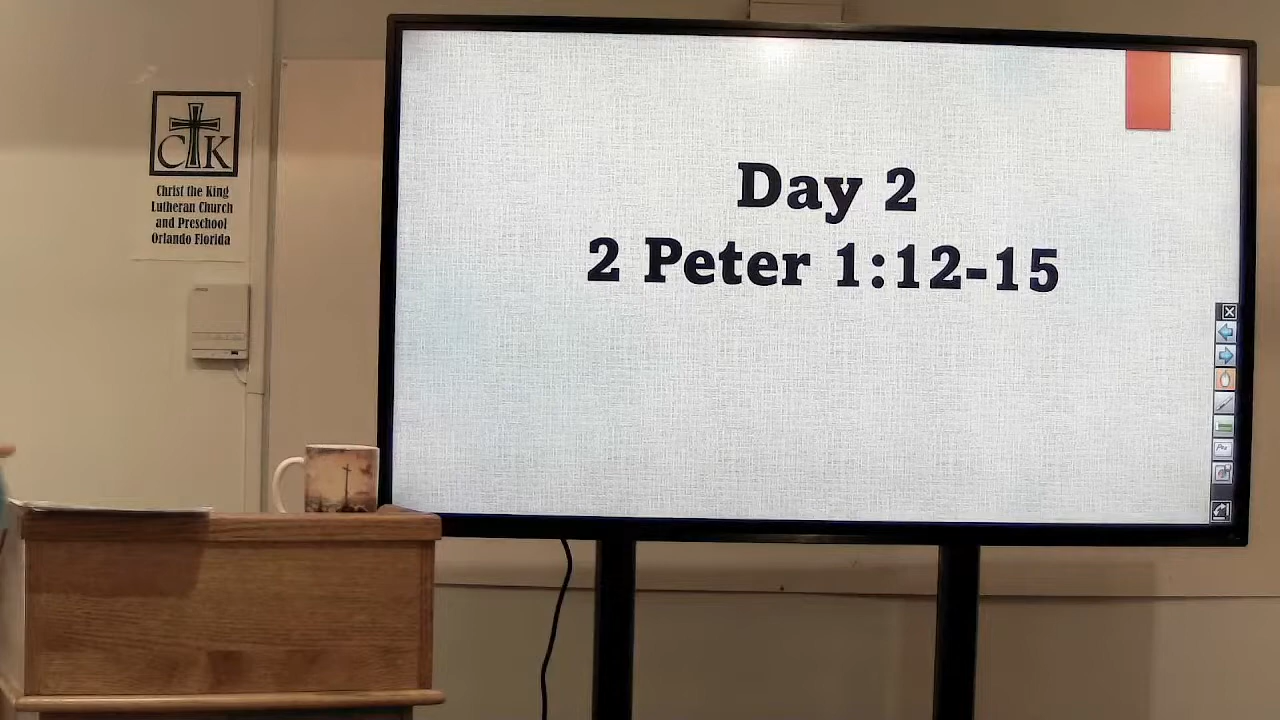 CTK
Christ the King
Lutheran Church
and Preschool
Orlando Florida
Day 2
2 Peter 1:12-15